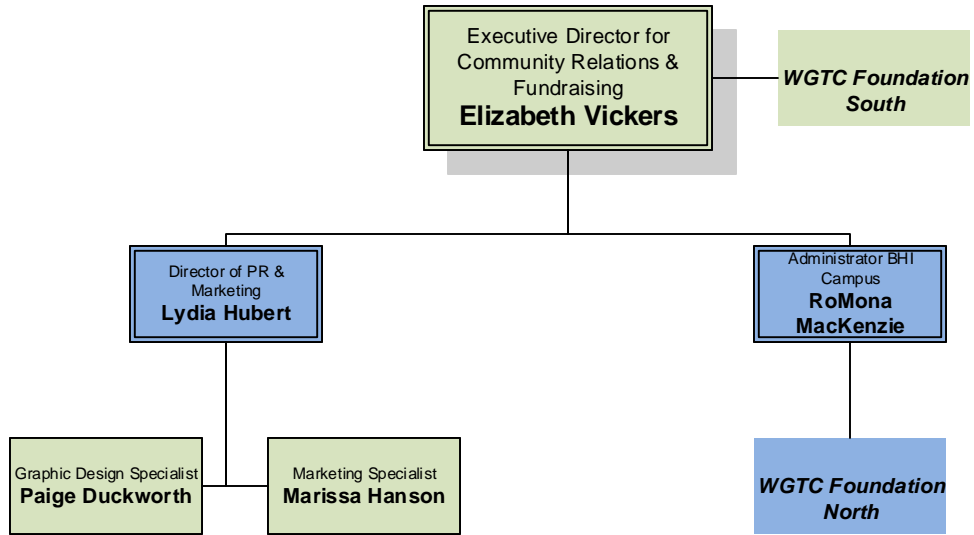 Executive Director for
Community Relations &
Fundraising
Elizabeth Vickers
WGTC Foundation
South
Director of PR &
Marketing
Lydia Hubert
Administrator BHI
Campus
RoMona
MacKenzie
Graphic Design Specialist
Paige Duckworth
Marketing Specialist
Marissa Hanson
WGTC Foundation
North